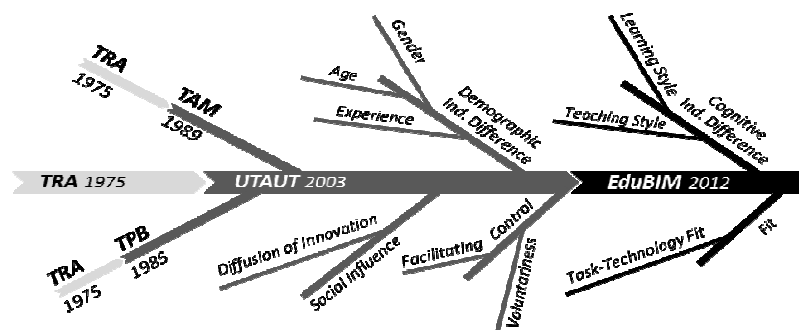 TRA
1975
TAM
1989
Gender
Age
Experience
Demographic
Ind. Difference
Learning Style
Teaching Style
Cognitive
Ind. Difference
TRA 1975
UTAUT 2003
EduBIM 2012
TRA
1975
TPB
1985
Diffusion of Innovation
Social Influence
Facilitating
Control
Voluntariness
Task-Technology Fit
Fit